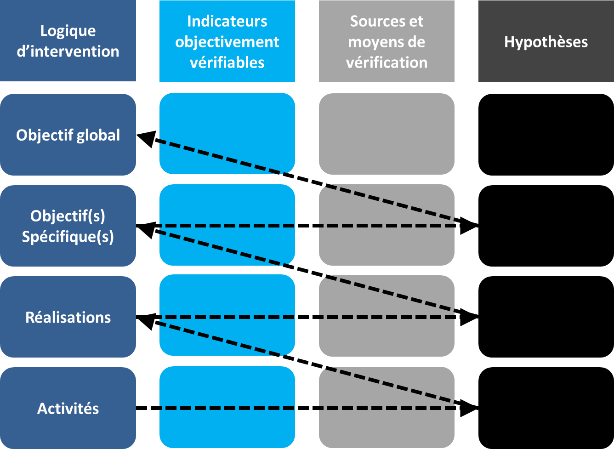 Logique
d’intervention
Indicateurs
objectivement
vérifiables
Sources et
moyens de
vérification
Hypothèses
Objectif global
Objectif(s)
Spécifique(s)
Réalisations
Activités